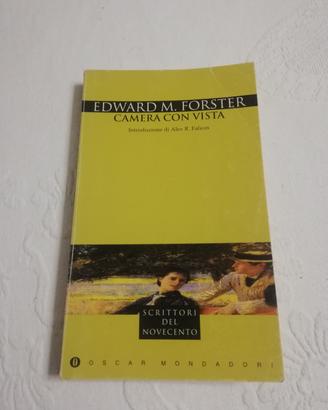 EDWARD M. FORSTER
CAMERA CON VISTA
Introduzione di Alex R. Falzon
SCRITTORI
DEL
NOVECENTO
OSCAR MONDADORI